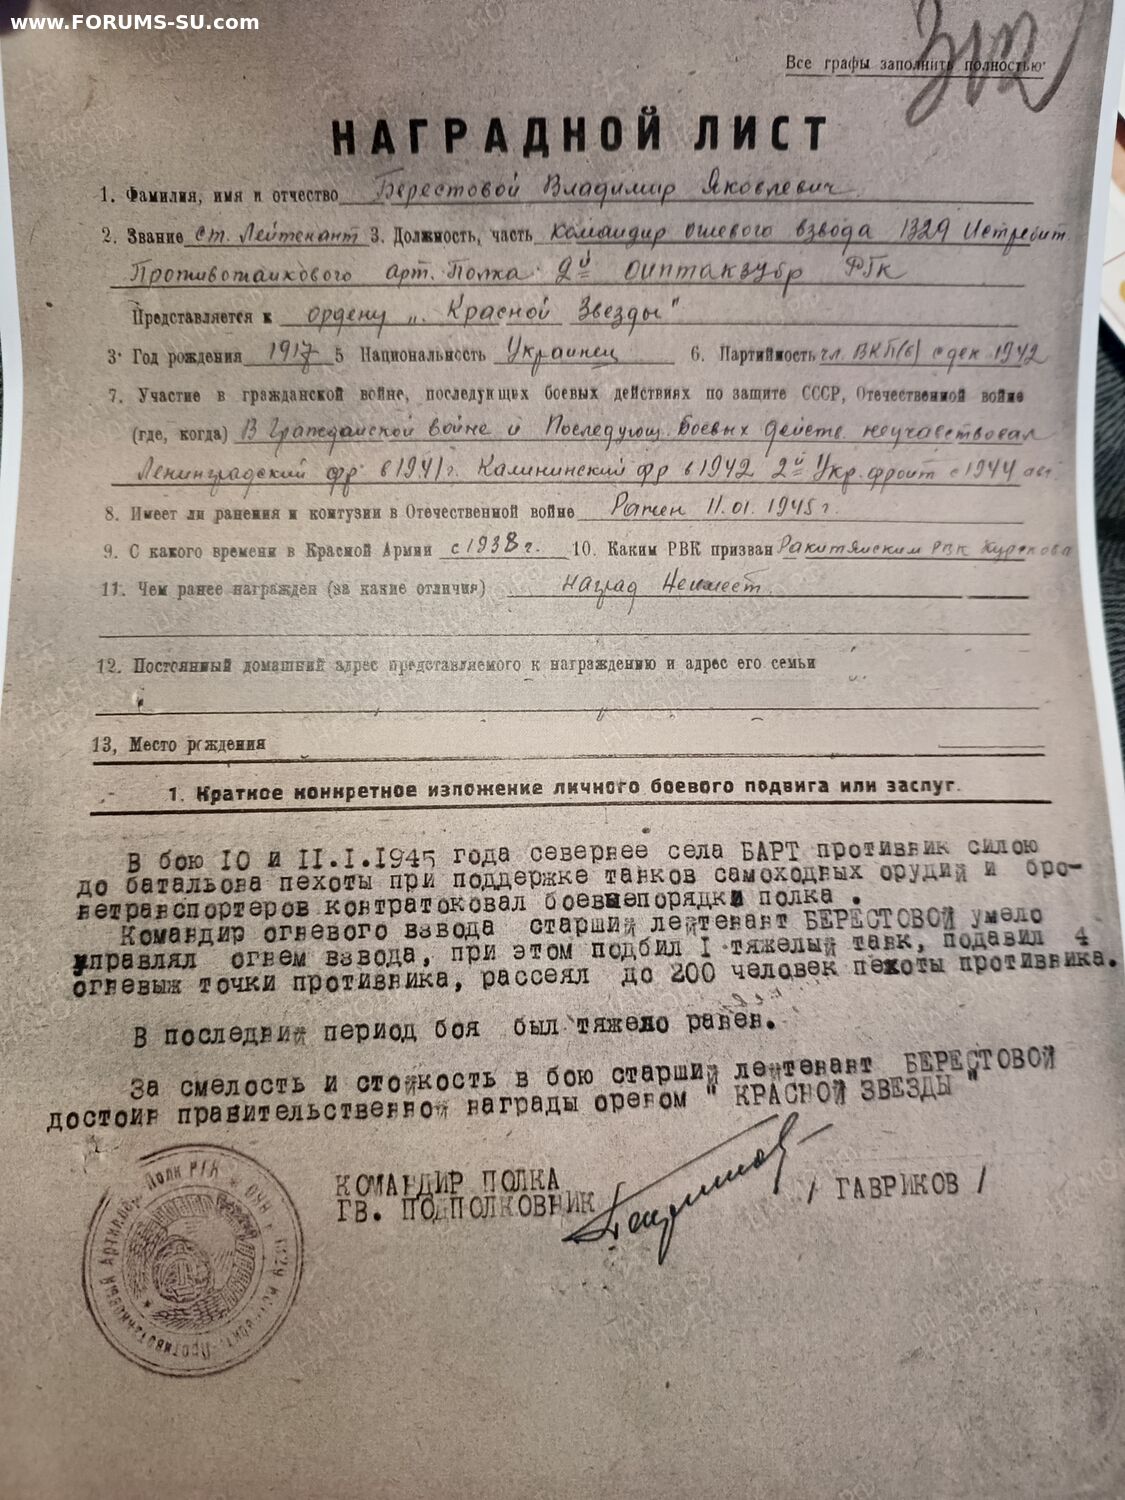 www.FORUMS-SU.com
Все графы заполнить полностью
НАГРАДНОЙ ЛИСТ
1. Фамилия, имя и отчество Берестовой Владимир Яковлевич
2. Звание ст. Лейтенант 3. Должность, часть Командир огневого взвода 1329 Истребит.
Противотанкового арт. Полка 2й оиптакзубр РГК
Представляется к ордену „Красной Звезды"
3· Год рождения 1917 5 Национальность Украинец 6. Партийность чл. ВКП(б) с дек 1942
7. Участие в гражданской войне, последующих боевых действиях по защите СССР, Отечественной войне
(где, когда) В Гражданской войне и Последующ. боевых действ. неучавствовал
Ленинградский фр в 1941 г. Калининский фр в 1942 2й Укр. фронт с 1944 авг.
8. Имеет ли ранения и контузии в Отечественной войне Ранен 11.01.1945 г.
9. С какого времени в Красной Армии с 1938 г. 10. Каким РВК призван Ракитянским РВК
11. Чем ранее награжден (за какие отличия) наград Неимеет.
12. Постоянный домашний адрес представляемого к награждению и адрес его семьи
13, Место рождения
1. Краткое конкретное изложение личного боевого подвига или заслуг.
В бою 10 и II.I.1945 года севернее села БАРТ противник силою
до батальона пехоты при поддержке танков самоходных орудий и бро-
нетранспортеров контратоковал боевыепорядки полка .
Командир огневого взвода старший лейтенант БЕРЕСТОВОЙ умело
управлял огнем взвода, при этом подбил I тяжелый танк, подавил 4
огневых точки противника, рассеял до 200 человек пехоты противника.
В последний период боя был тяжело ранен.
За смелость и стойкость в бою старший лейтенант БЕРЕСТОВОЙ
достоин правительственной награды ореном " КРАСНОЙ ЗВЕЗДЫ "
КОМАНДИР ПОЛКА
ГВ. ПОДПОЛКОВНИК / ГАВРИКОВ /